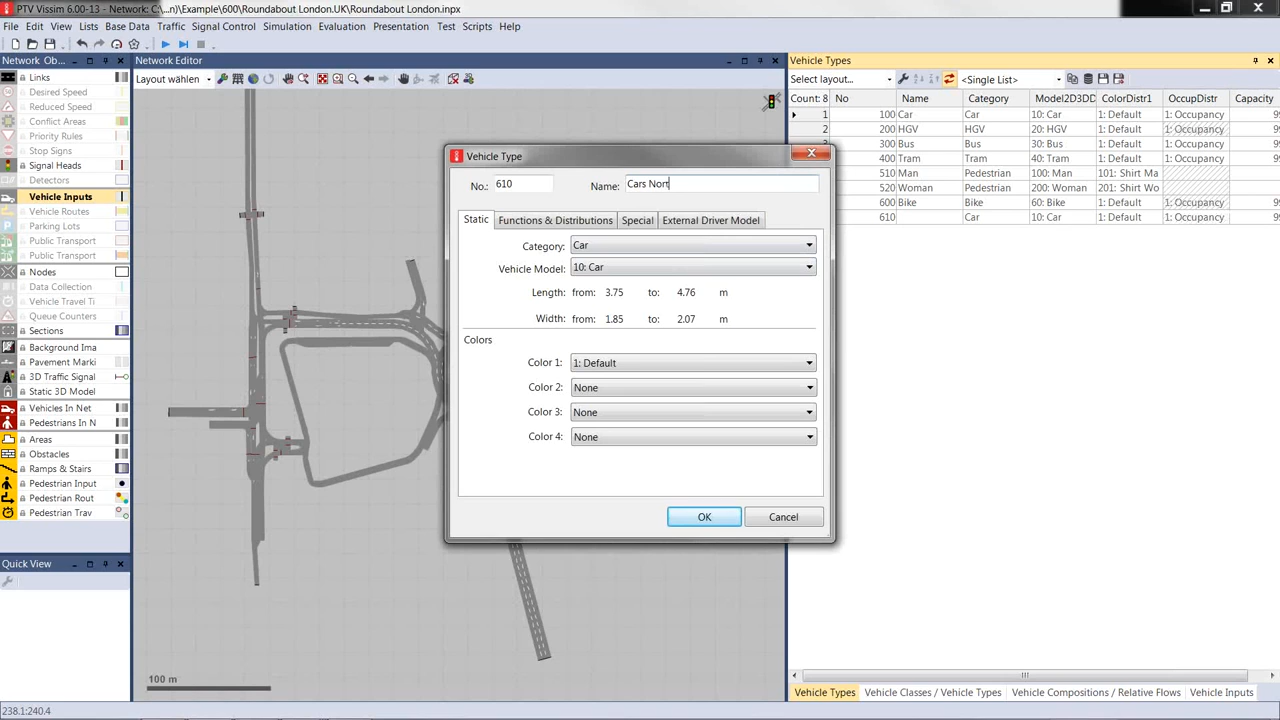 PTV Vissim 6.00-13 - Network: C:\...n)\Example\600\Roundabout London.UK\Roundabout London.inpx
File Edit View Lists Base Data Traffic Signal Control Simulation Evaluation Presentation Test Scripts Help
Network Ob...
Links
Desired Speed
Reduced Speed
Conflict Areas
Priority Rules
Stop Signs
Signal Heads
Detectors
Vehicle Inputs
Vehicle Routes
Parking Lots
Public Transport
Public Transport
Nodes
Data Collection
Vehicle Travel Ti
Queue Counters
Sections
Background Ima
Pavement Marki
3D Traffic Signal
Static 3D Model
Vehicles In Net
Pedestrians In N
Areas
Obstacles
Ramps & Stairs
Pedestrian Input
Pedestrian Rout
Pedestrian Trav
Quick View
Network Editor
Layout wählen
100 m
Vehicle Type
No.: 610 Name: Cars Nort
Static Functions & Distributions Special External Driver Model
Category: Car
Vehicle Model: 10: Car
Length: from: 3.75 to: 4.76 m
Width: from: 1.85 to: 2.07 m
Colors
Color 1: 1: Default
Color 2: None
Color 3: None
Color 4: None
OK Cancel
Vehicle Types
Select layout... <Single List>
Count: 8 No Name Category Model2D3DD ColorDistr1 OccupDistr Capacity
1 100 Car Car 10: Car 1: Default 1: Occupancy 9
2 200 HGV HGV 20: HGV 1: Default 1: Occupancy
3 300 Bus Bus 30: Bus 1: Default 1: Occupancy 9
400 Tram Tram 40: Tram 1: Default 1: Occupancy 9
510 Man Pedestrian 100: Man 101: Shirt Ma
520 Woman Pedestrian 200: Woman 201: Shirt Wo
600 Bike Bike 60: Bike 1: Default 1: Occupancy 9
610 Car 10: Car 1: Default 1: Occupancy
Vehicle Types Vehicle Classes / Vehicle Types Vehicle Compositions / Relative Flows Vehicle Inputs
238.1:240.4